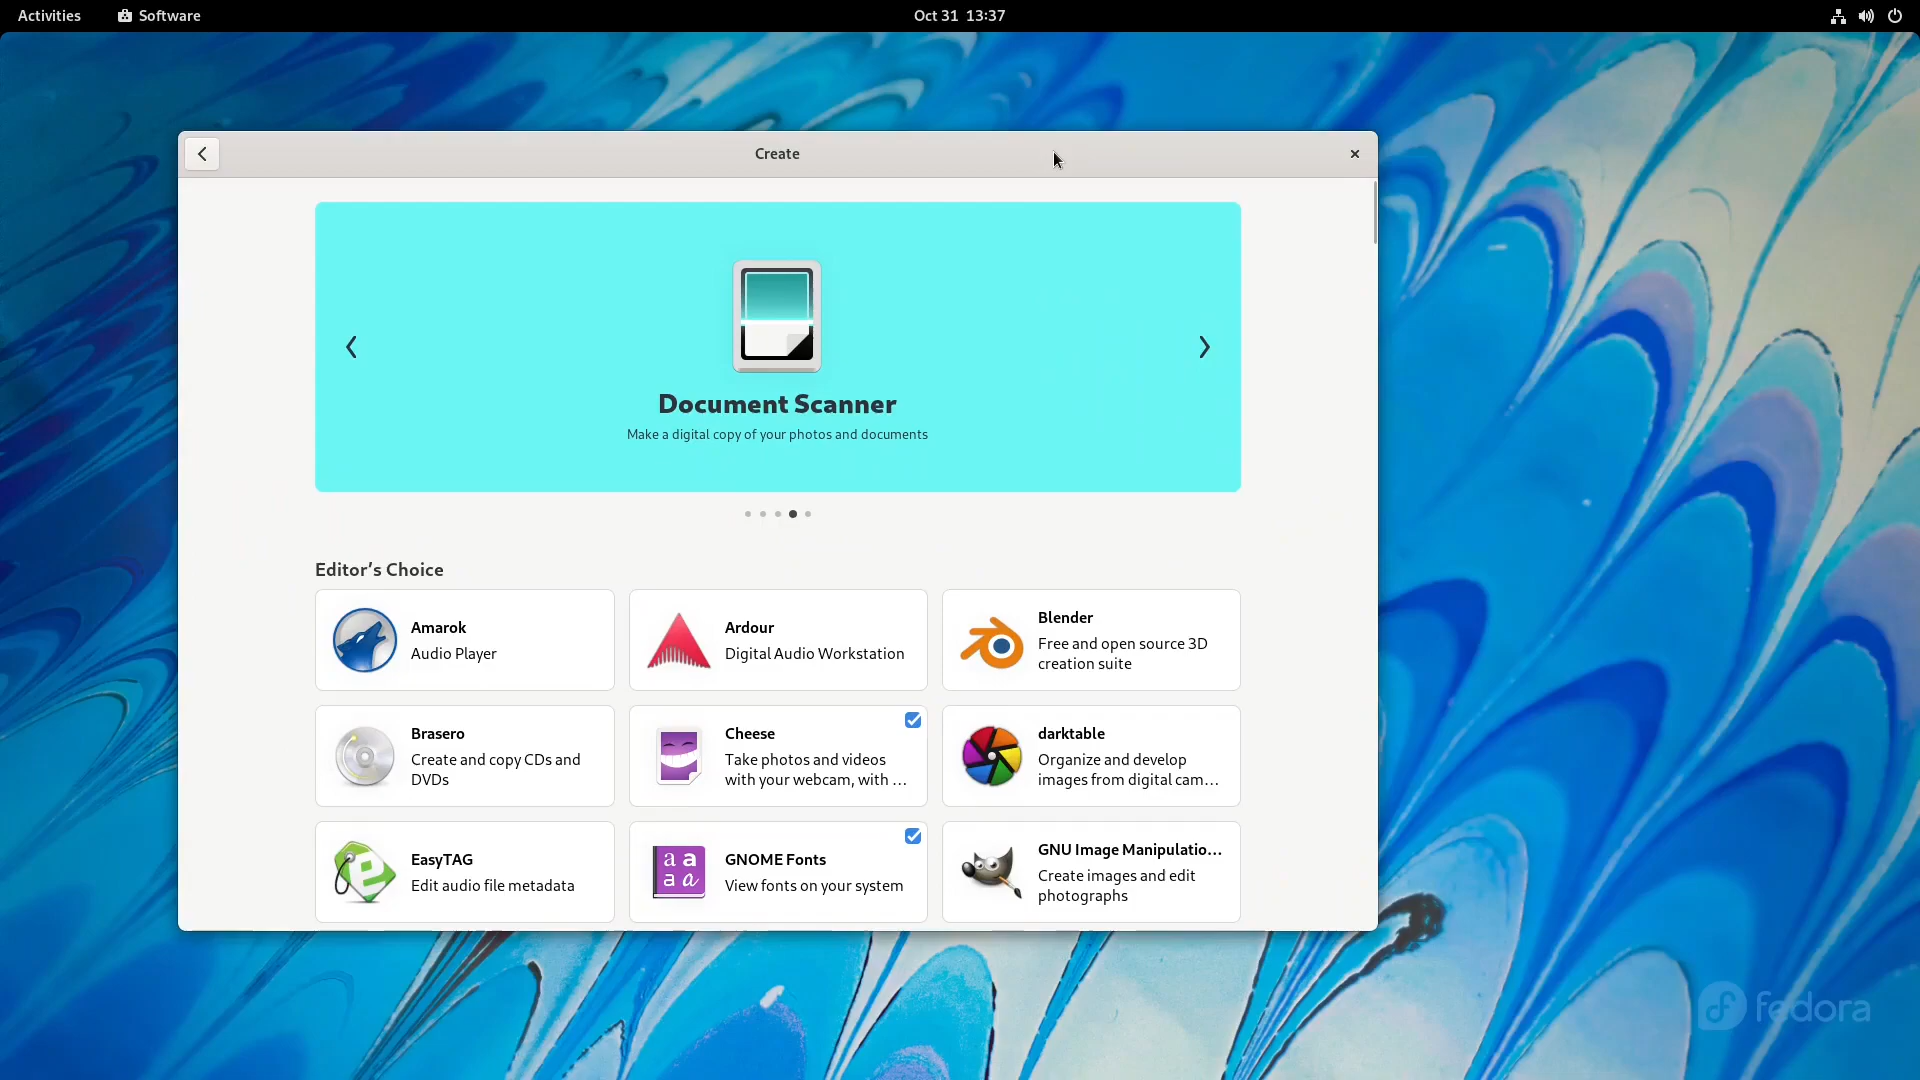 Activities
Software
Oct 31 13:37
Create
Document Scanner
Make a digital copy of your photos and documents
Editor’s Choice
Amarok
Audio Player
Ardour
Digital Audio Workstation
Blender
Free and open source 3D
creation suite
Brasero
Create and copy CDs and
DVDs
Cheese
Take photos and videos
with your webcam, with …
darktable
Organize and develop
images from digital cam…
EasyTAG
Edit audio file metadata
a a
a a
GNOME Fonts
View fonts on your system
GNU Image Manipulatio…
Create images and edit
photographs
fedora